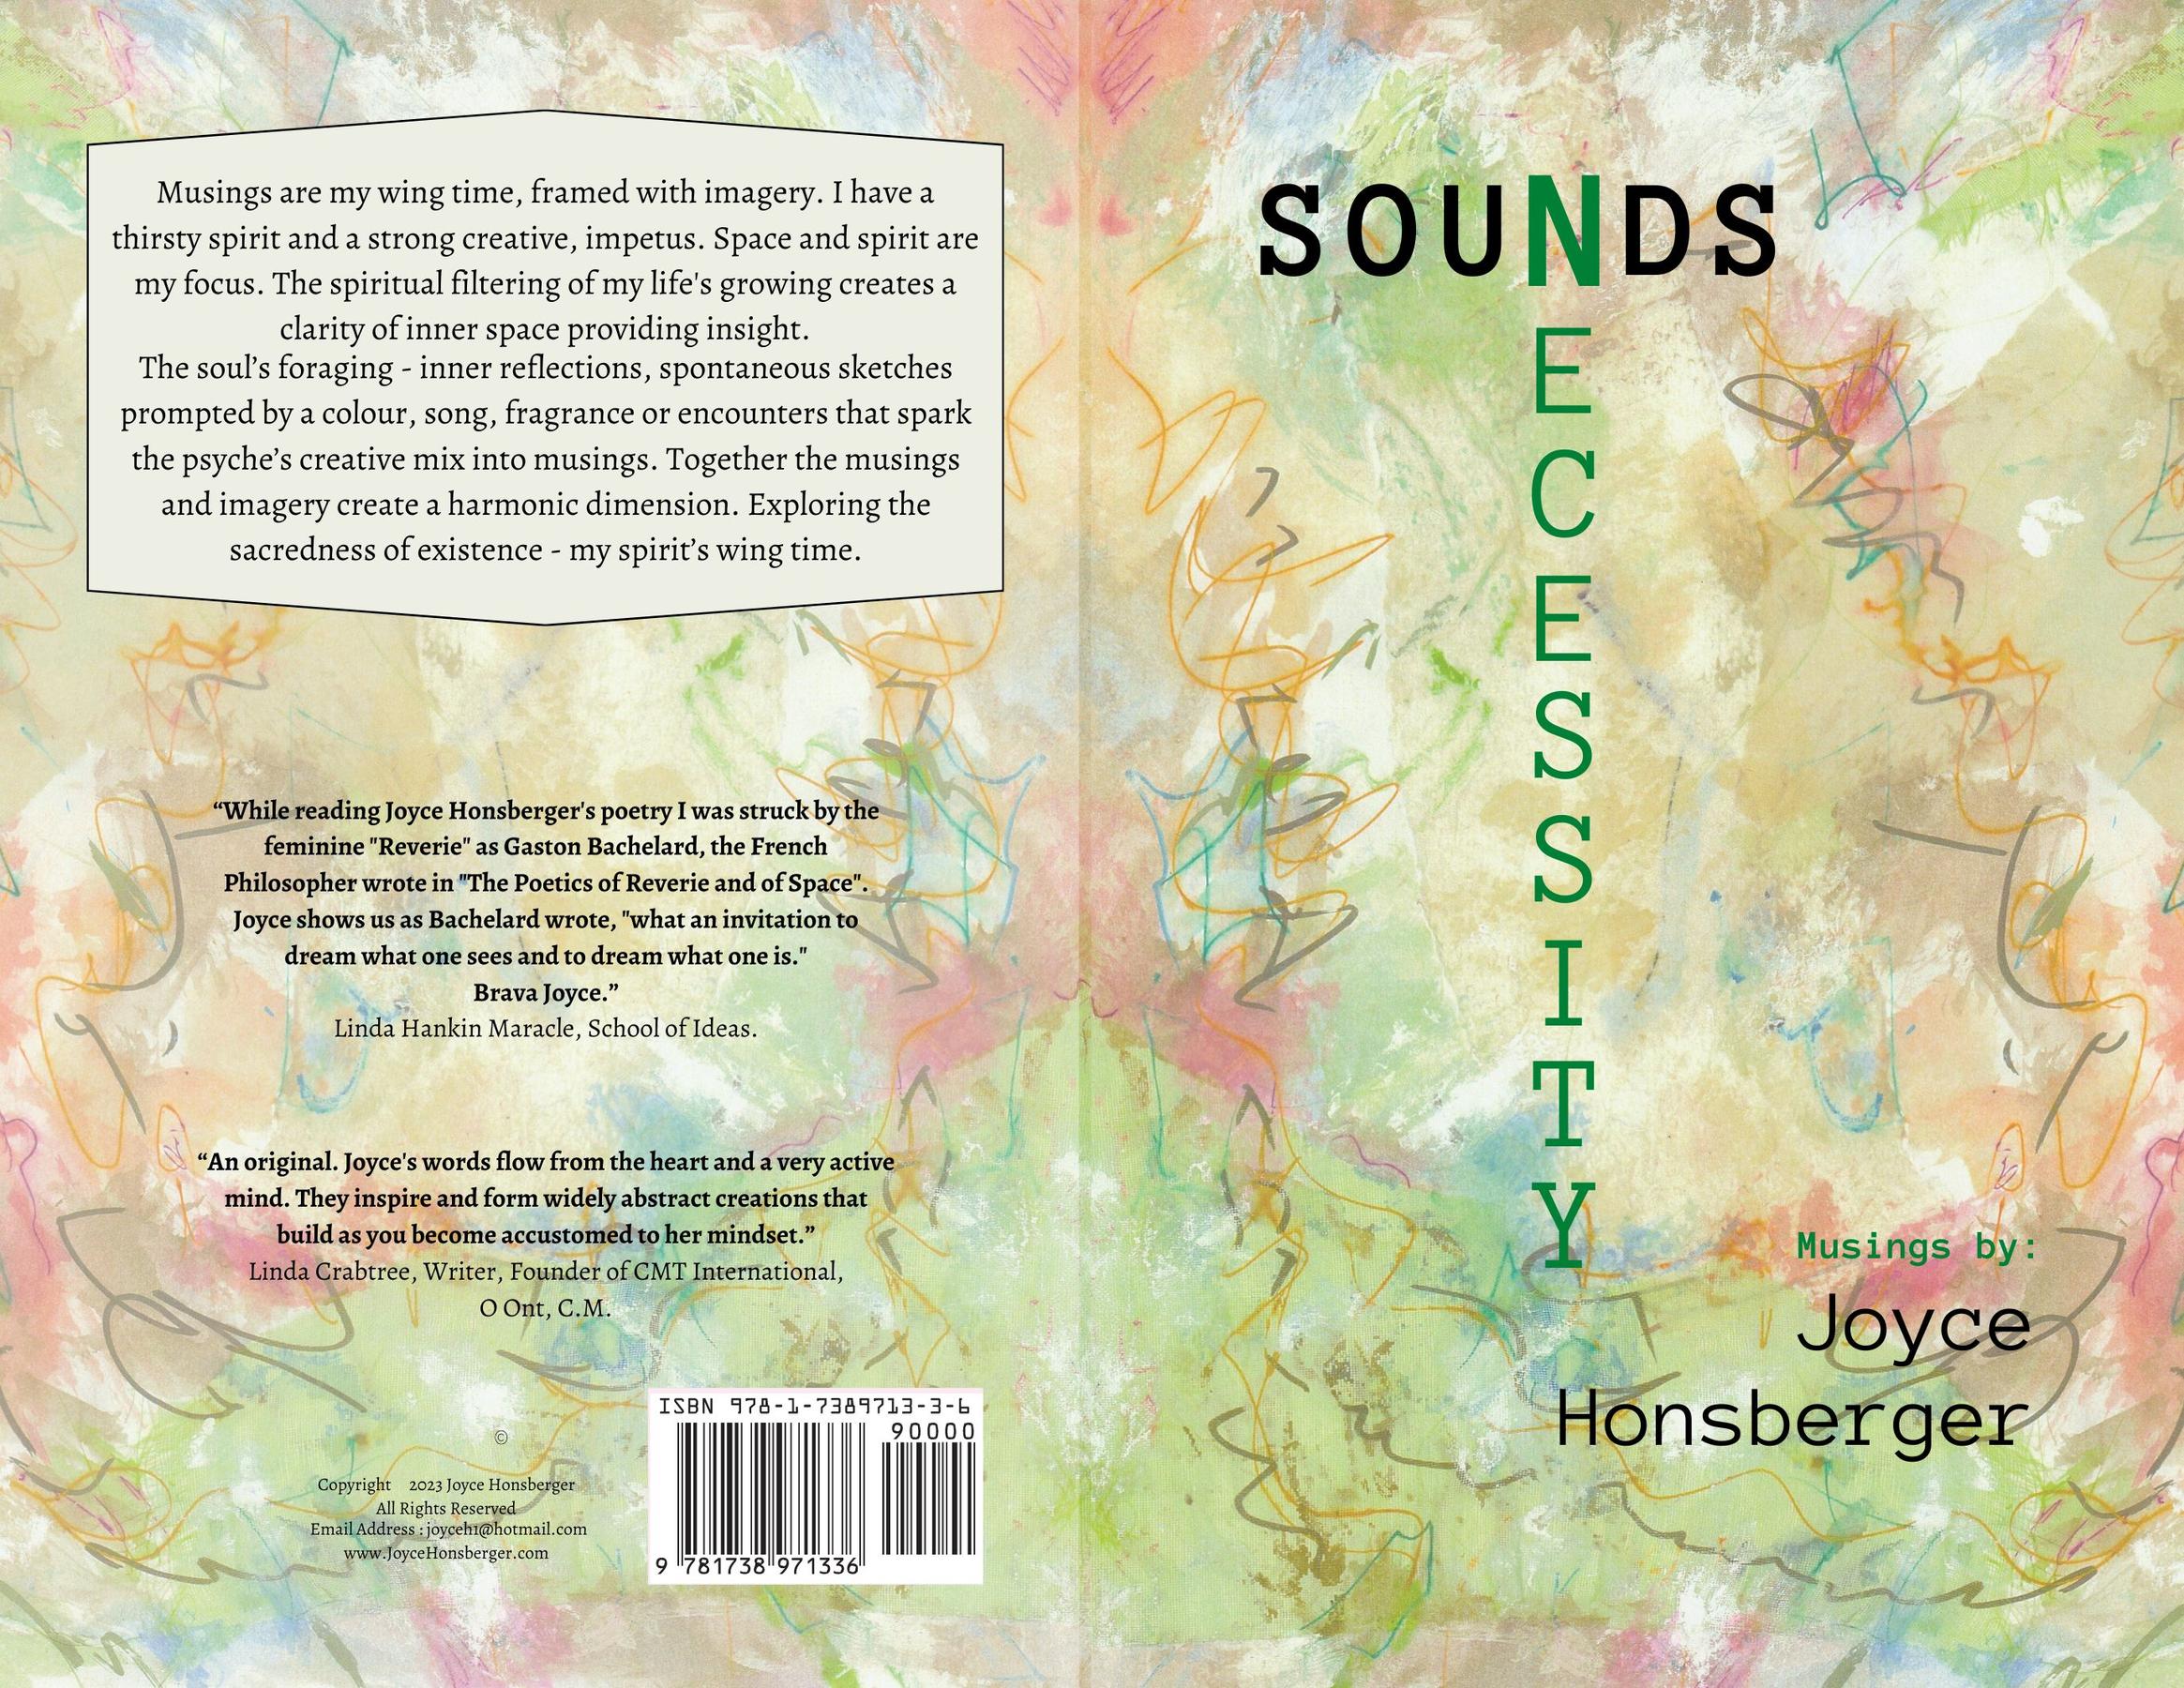 Musings are my wing time, framed with imagery. I have a
thirsty spirit and a strong creative, impetus. Space and spirit are
my focus. The spiritual filtering of my life's growing creates a
clarity of inner space providing insight.
The soul’s foraging - inner reflections, spontaneous sketches
prompted by a colour, song, fragrance or encounters that spark
the psyche’s creative mix into musings. Together the musings
and imagery create a harmonic dimension. Exploring the
sacredness of existence - my spirit’s wing time.
“While reading Joyce Honsberger's poetry I was struck by the
feminine "Reverie" as Gaston Bachelard, the French
Philosopher wrote in "The Poetics of Reverie and of Space".
Joyce shows us as Bachelard wrote, "what an invitation to
dream what one sees and to dream what one is."
Brava Joyce.”
Linda Hankin Maracle, School of Ideas.
“An original. Joyce's words flow from the heart and a very active
mind. They inspire and form widely abstract creations that
build as you become accustomed to her mindset.”
Linda Crabtree, Writer, Founder of CMT International,
O Ont, C.M.
©
Copyright 2023 Joyce Honsberger
All Rights Reserved
Email Address : joyceh1@hotmail.com
www.JoyceHonsberger.com
ISBN 978-1-7389713-3-6
90000
9 781738 971336
SOUNDS
E
C
E
S
S
I
T
Y
Musings by:
Joyce
Honsberger